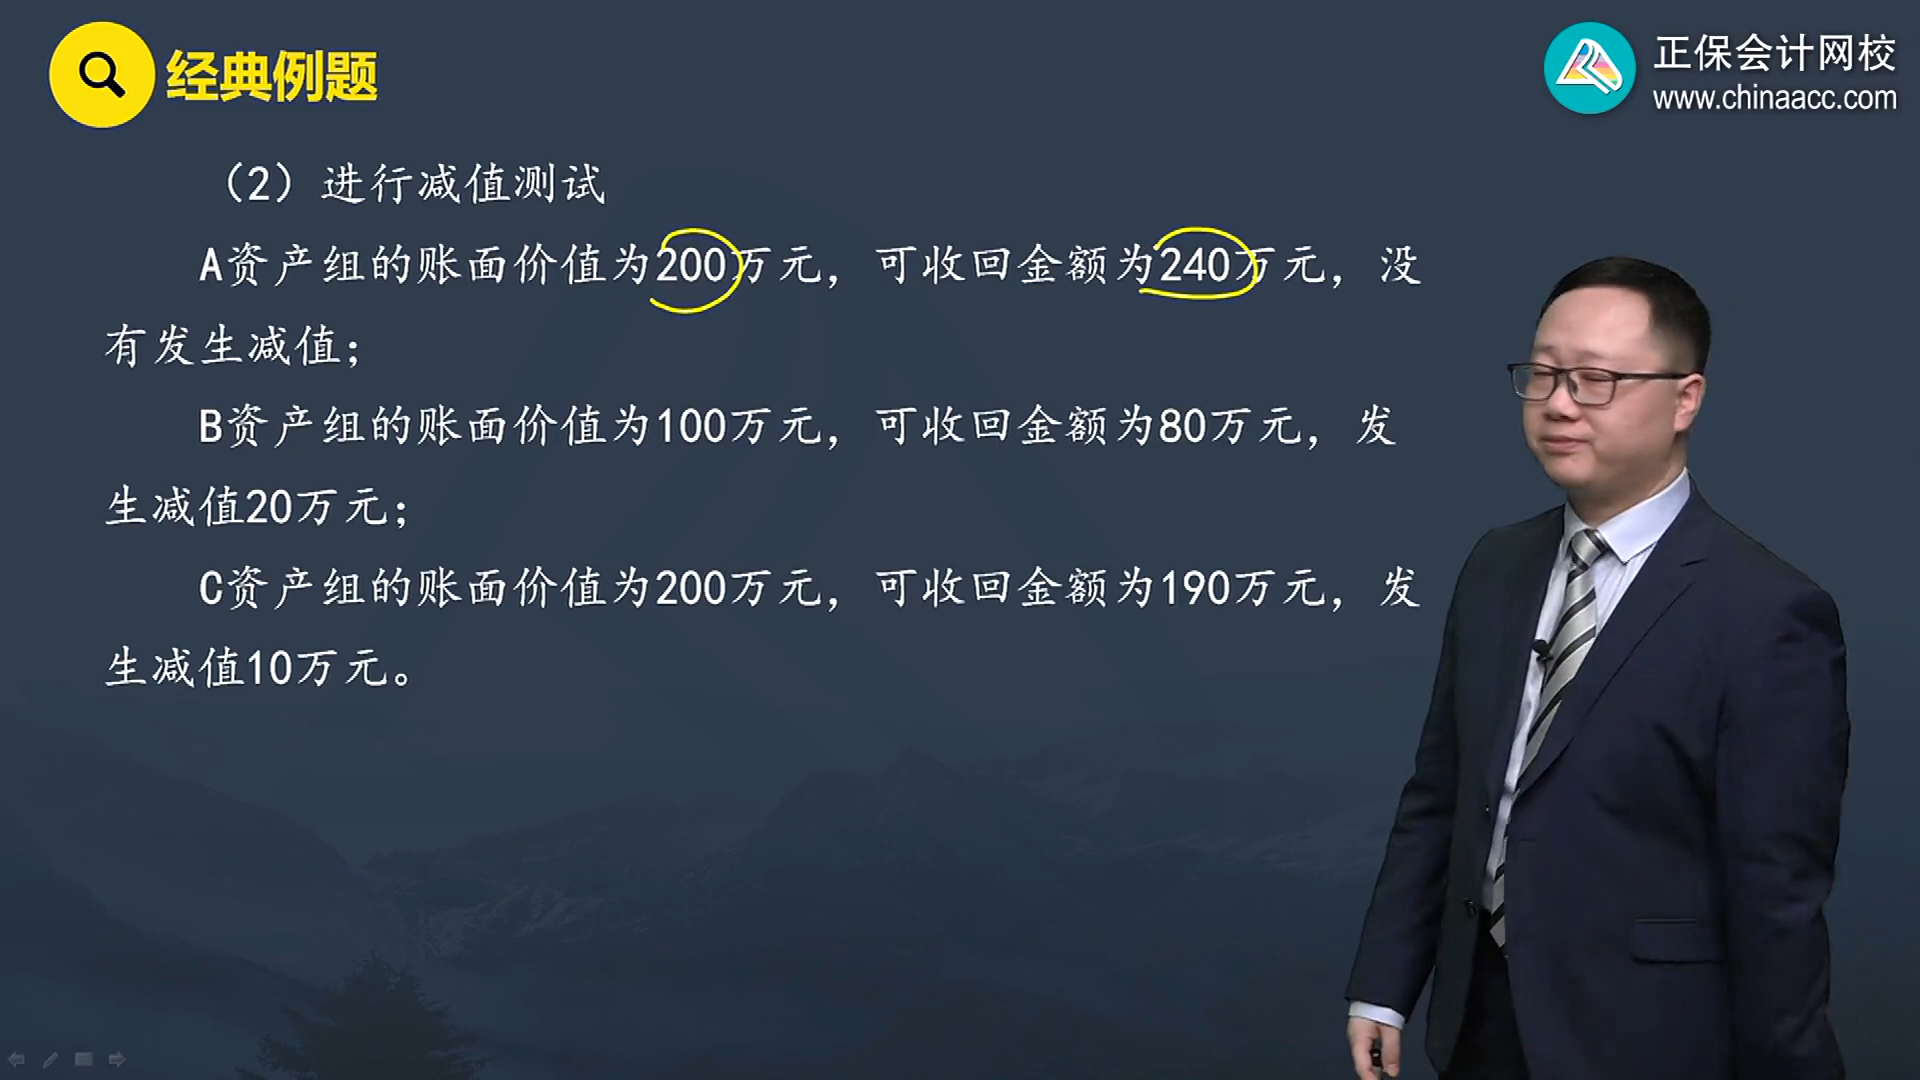 经典例题
正保会计网校
www.chinaacc.com
（2）进行减值测试
A资产组的账面价值为200万元，可收回金额为240万元，没
有发生减值；
B资产组的账面价值为100万元，可收回金额为80万元，发
生减值20万元；
C资产组的账面价值为200万元，可收回金额为190万元，发
生减值10万元。